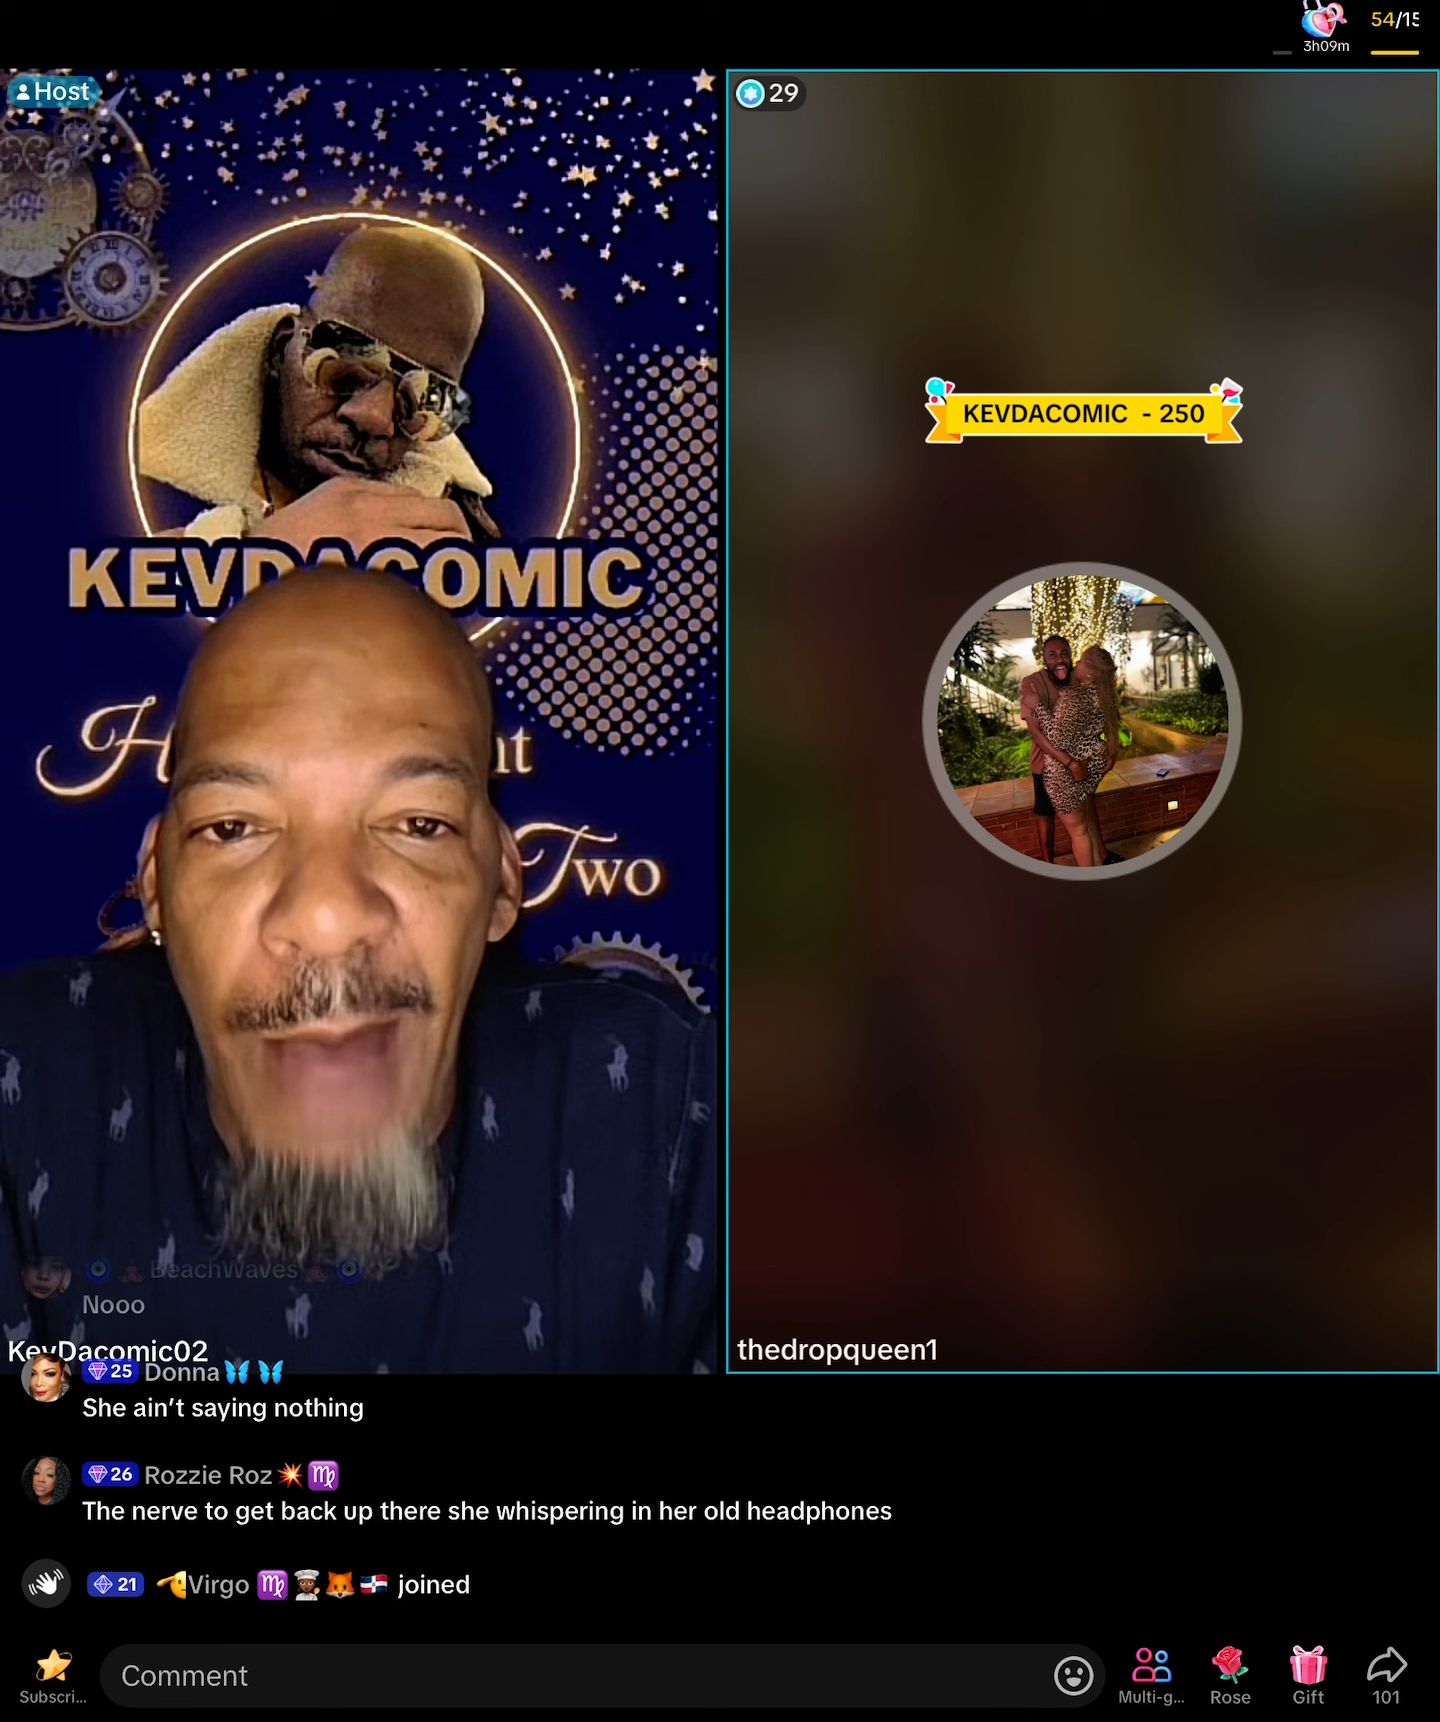 3h09m
54/15
Host
29
KEVDACOMIC - 250
KEVDACOMIC
H
nt
Two
BeachWaves
Nooo
KevDacomic02
thedropqueen1
25 Donna
She ain’t saying nothing
26 Rozzie Roz
The nerve to get back up there she whispering in her old headphones
21 Virgo joined
Subscri...
Comment
Multi-g...
Rose
Gift
101